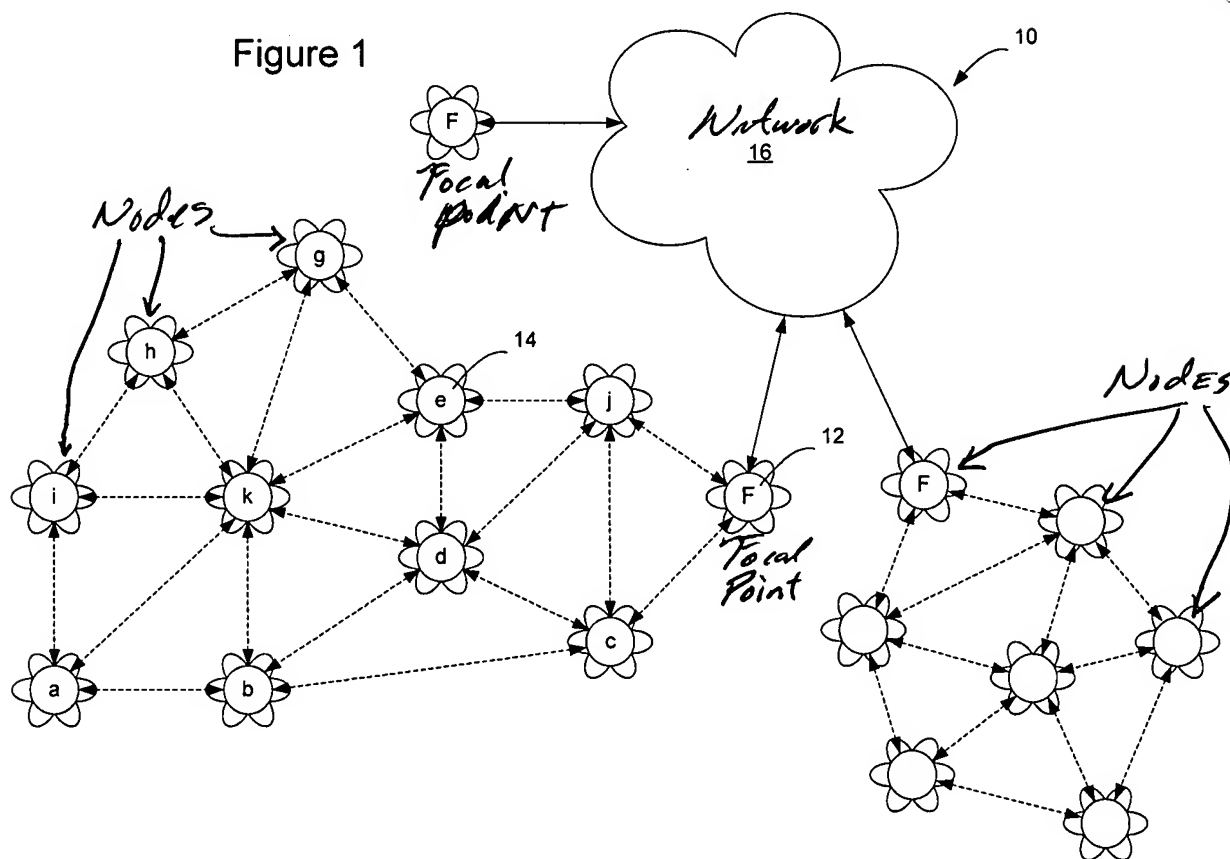 Figure 1
10
F
Network
16
Focal
Point
Nodes
g
h
14
e
j
Nodes
12
i
k
F
F
d
Focal
Point
c
a
b